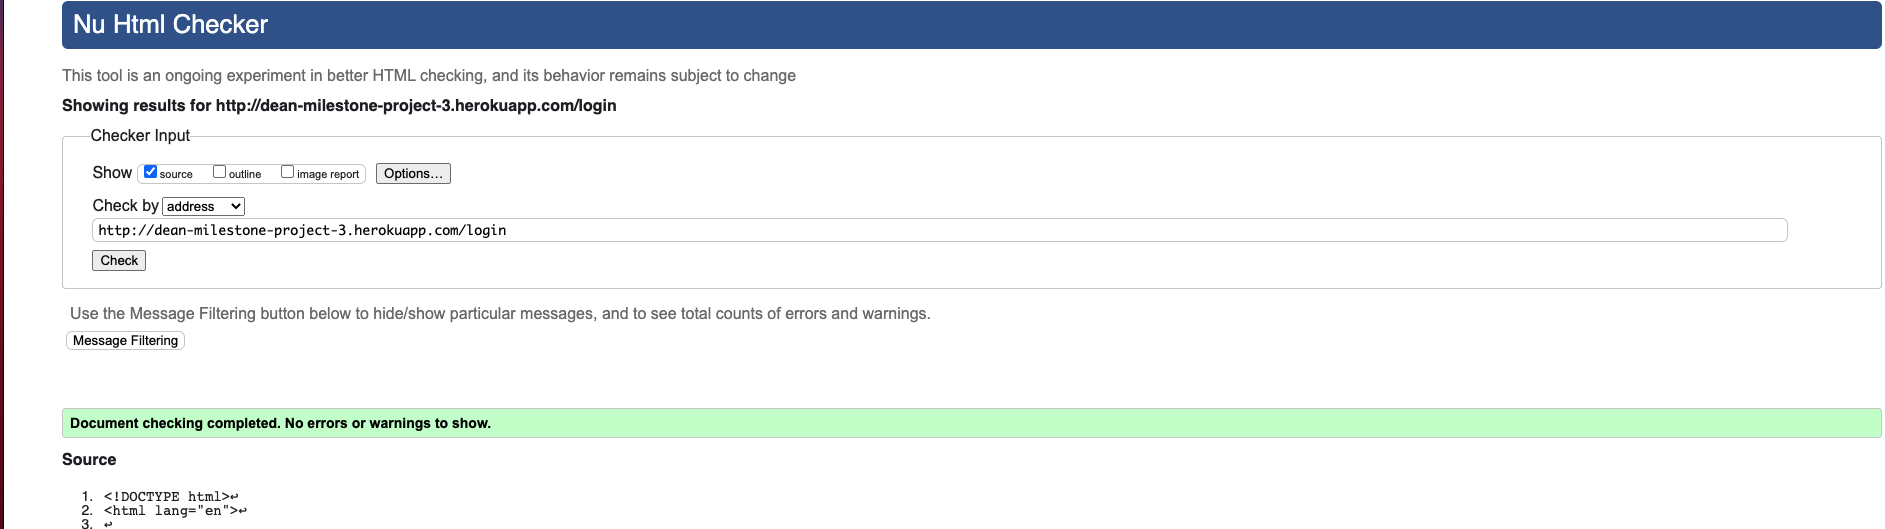 Nu Html Checker
This tool is an ongoing experiment in better HTML checking, and its behavior remains subject to change
Showing results for http://dean-milestone-project-3.herokuapp.com/login
Checker Input
Show source outline image report Options...
Check by address
http://dean-milestone-project-3.herokuapp.com/login
Check
Use the Message Filtering button below to hide/show particular messages, and to see total counts of errors and warnings.
Message Filtering
Document checking completed. No errors or warnings to show.
Source
1. <!DOCTYPE html>↩
2. <html lang="en">↩
3. ↩